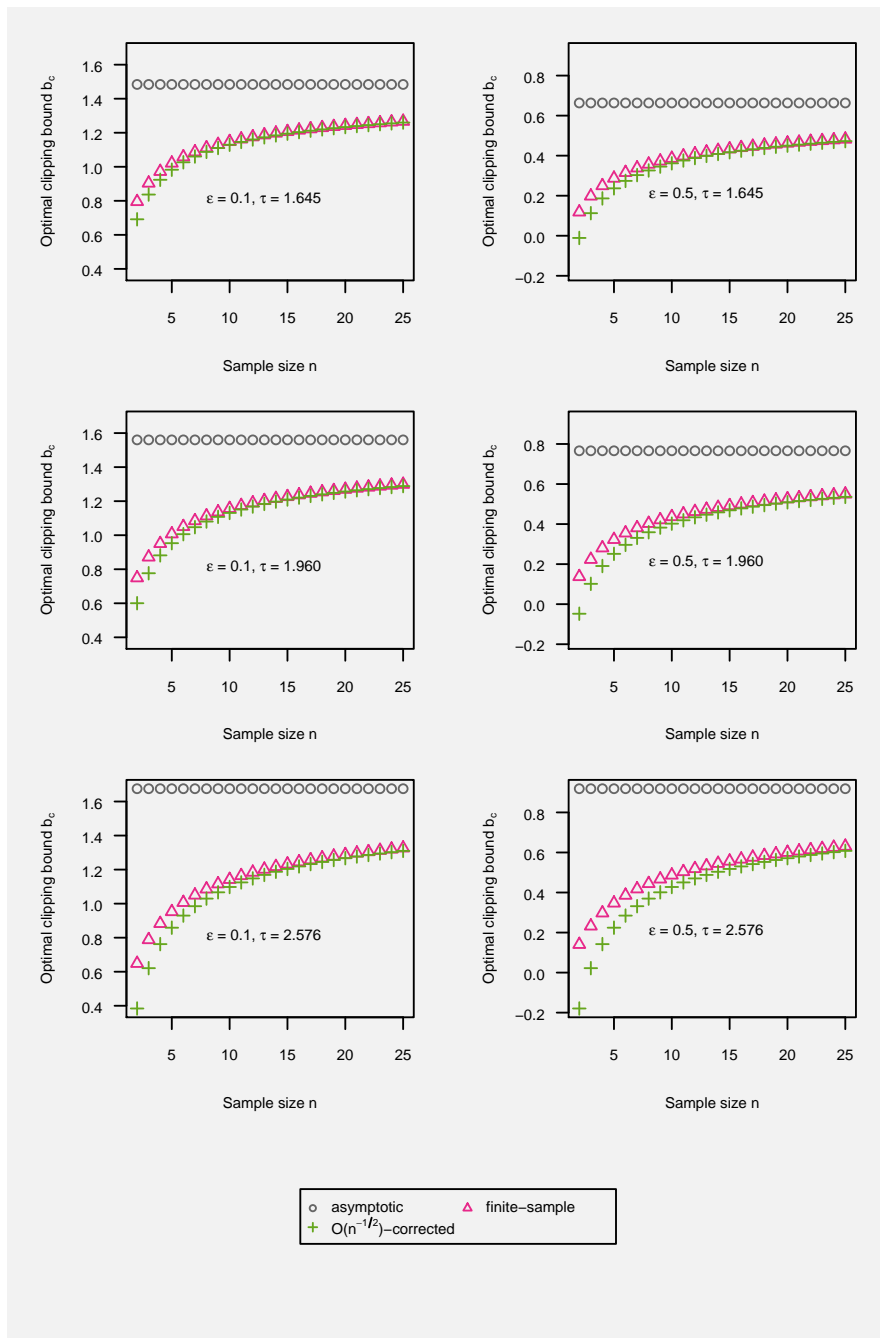 Optimal clipping bound bc
1.6
1.4
1.2
1.0
0.8
0.6
0.4
ε = 0.1, τ = 1.645
5 10 15 20 25
Sample size n
Optimal clipping bound bc
0.8
0.6
0.4
0.2
0.0
−0.2
ε = 0.5, τ = 1.645
5 10 15 20 25
Sample size n
Optimal clipping bound bc
1.6
1.4
1.2
1.0
0.8
0.6
0.4
ε = 0.1, τ = 1.960
5 10 15 20 25
Sample size n
Optimal clipping bound bc
0.8
0.6
0.4
0.2
0.0
−0.2
ε = 0.5, τ = 1.960
5 10 15 20 25
Sample size n
Optimal clipping bound bc
1.6
1.4
1.2
1.0
0.8
0.6
0.4
ε = 0.1, τ = 2.576
5 10 15 20 25
Sample size n
Optimal clipping bound bc
0.8
0.6
0.4
0.2
0.0
−0.2
ε = 0.5, τ = 2.576
5 10 15 20 25
Sample size n
asymptotic finite−sample
O(n−1/2)−corrected